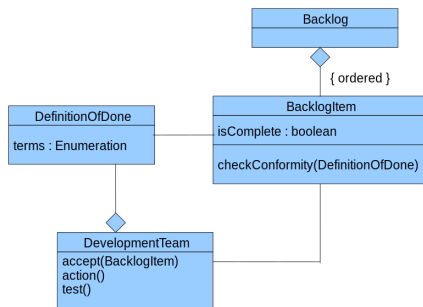 Backlog
{ ordered }
BacklogItem
isComplete : boolean
checkConformity(DefinitionOfDone)
DefinitionOfDone
terms : Enumeration
DevelopmentTeam
accept(BacklogItem)
action()
test()